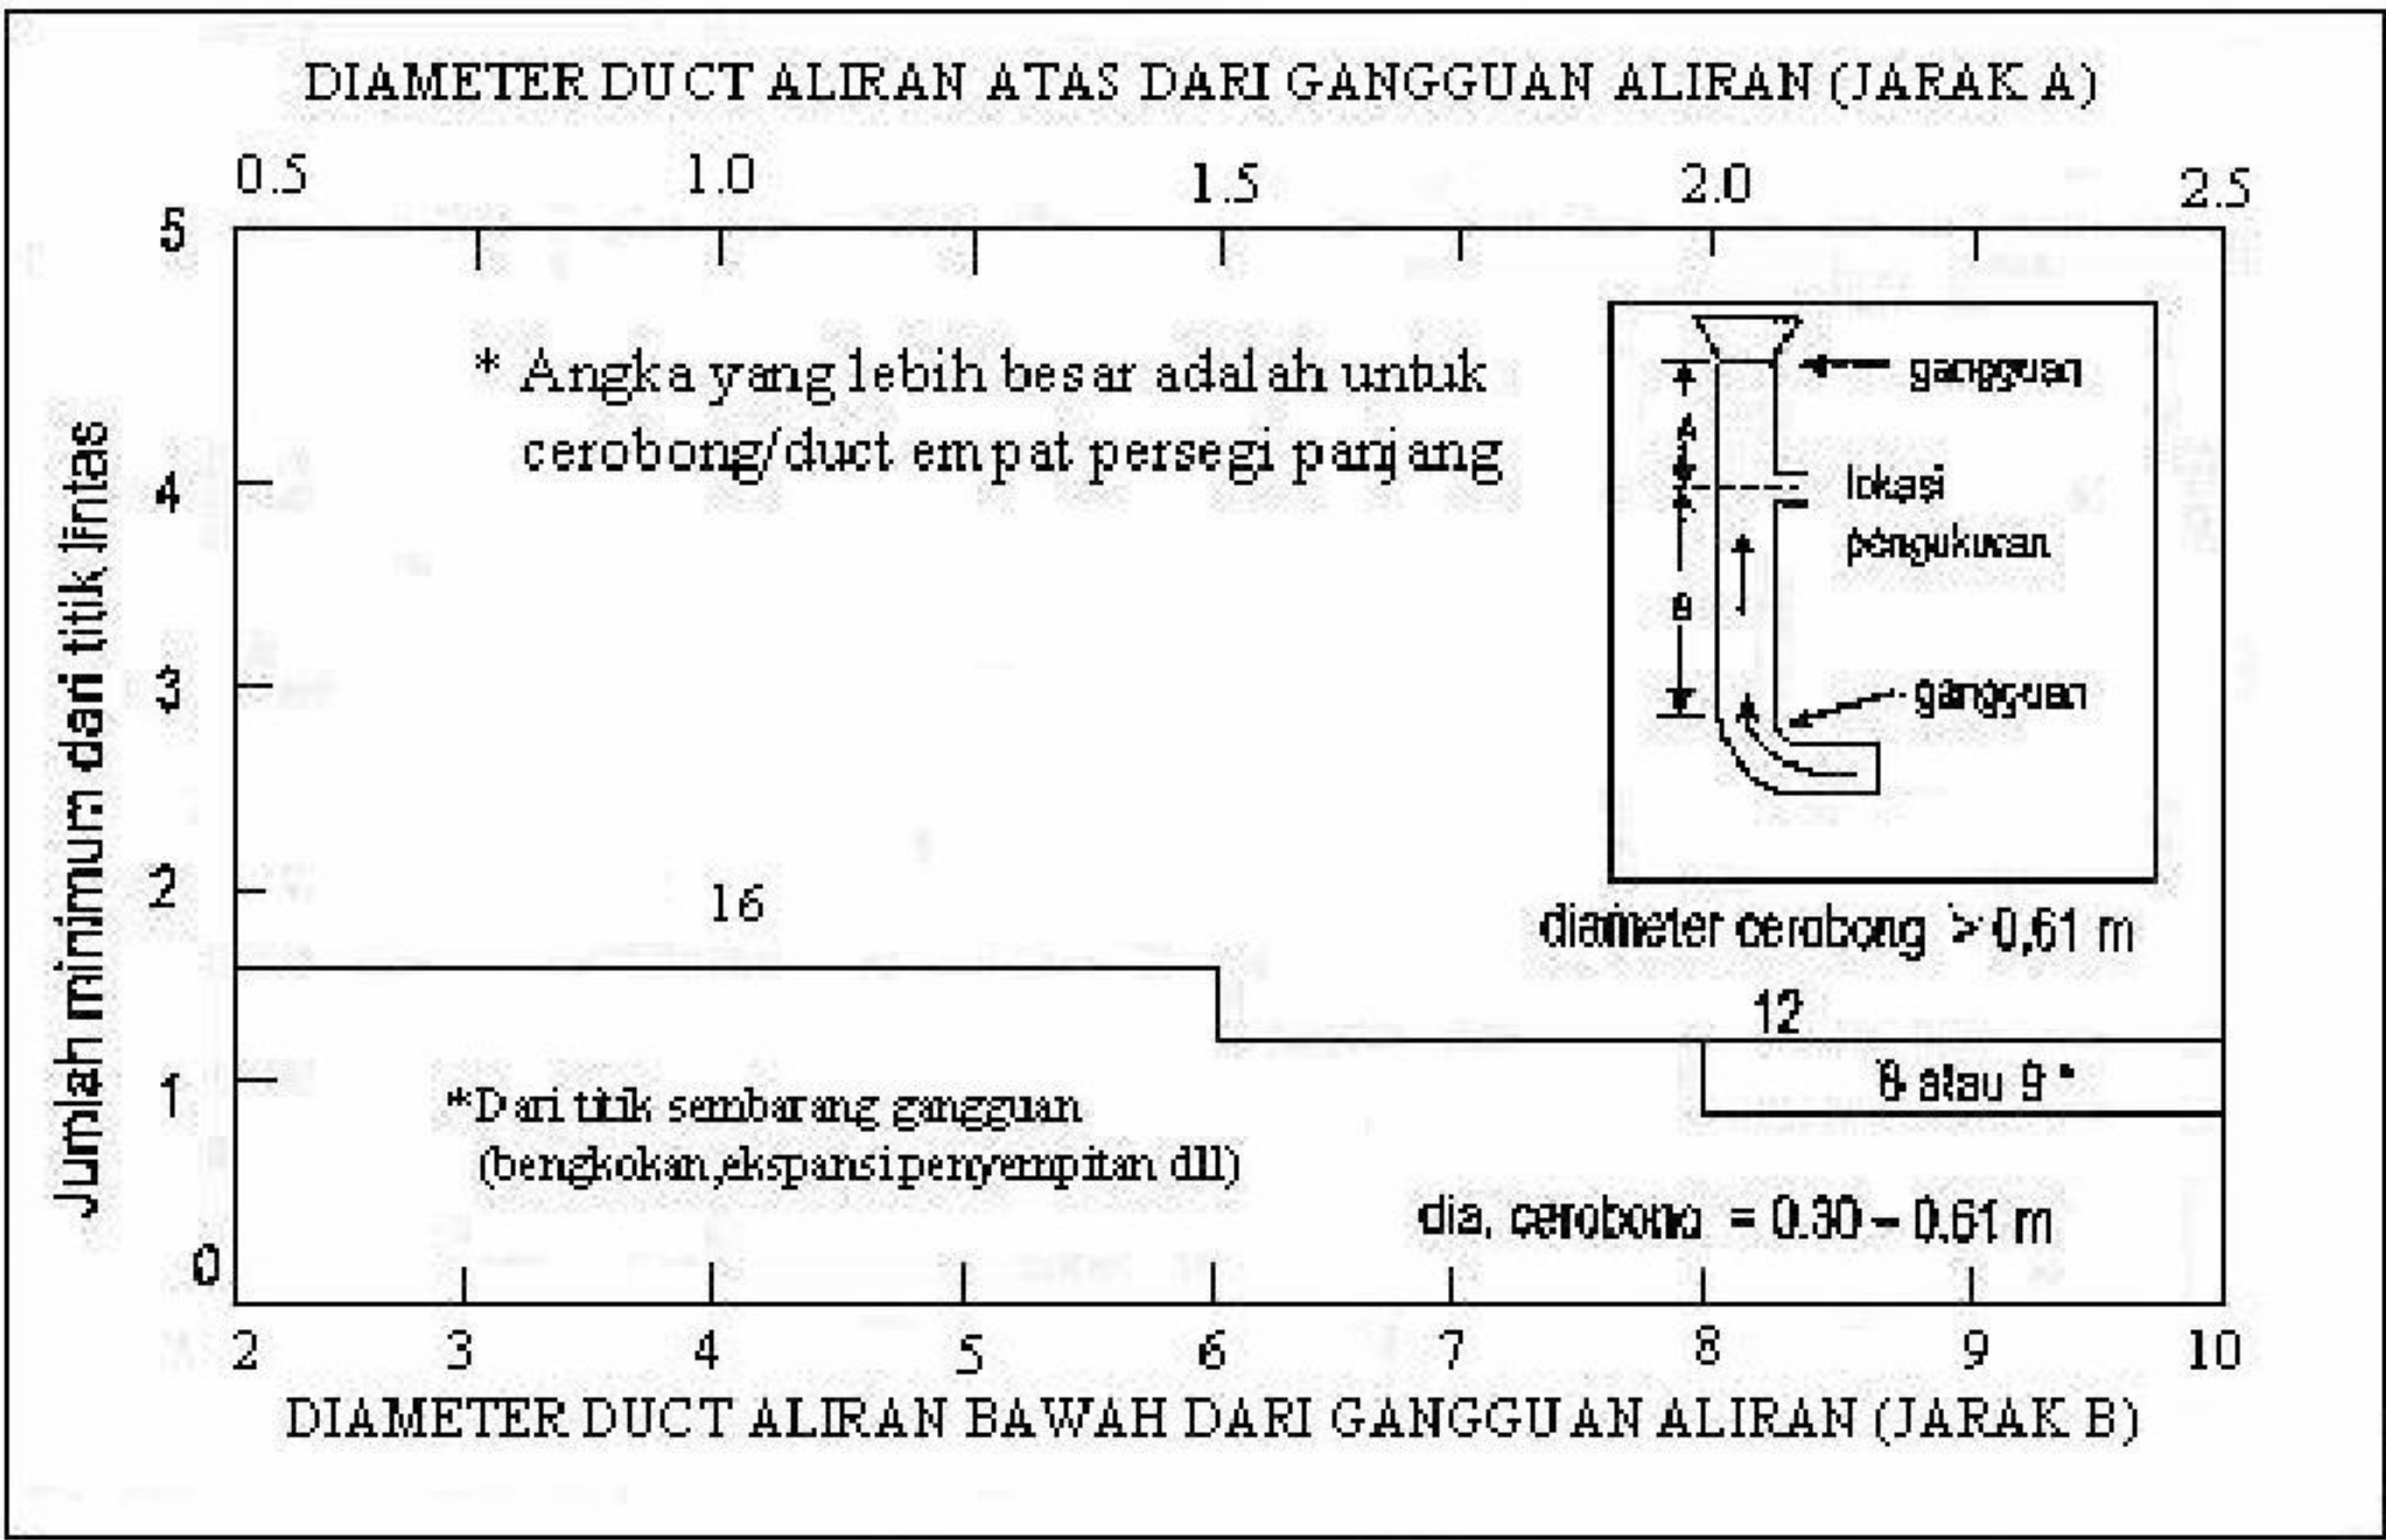 DIAMETER DUCT ALIRAN ATAS DARI GANGGUAN ALIRAN (JARAK A)
0.5 1.0 1.5 2.0 2.5
5
4
3
2
1
0
Jumlah minimum dari titik lintas
* Angka yang lebih besar adalah untuk
cerobong/duct empat persegi panjang
gangguan
A
lokasi
pengukuran
B
gangguan
16
diameter cerobong > 0,61 m
12
8 atau 9 *
*Dari titik sembarang gangguan
(bengkokan,ekspansi penyempitan dll)
dia. cerobong = 0.30 – 0.61 m
2 3 4 5 6 7 8 9 10
DIAMETER DUCT ALIRAN BAWAH DARI GANGGUAN ALIRAN (JARAK B)